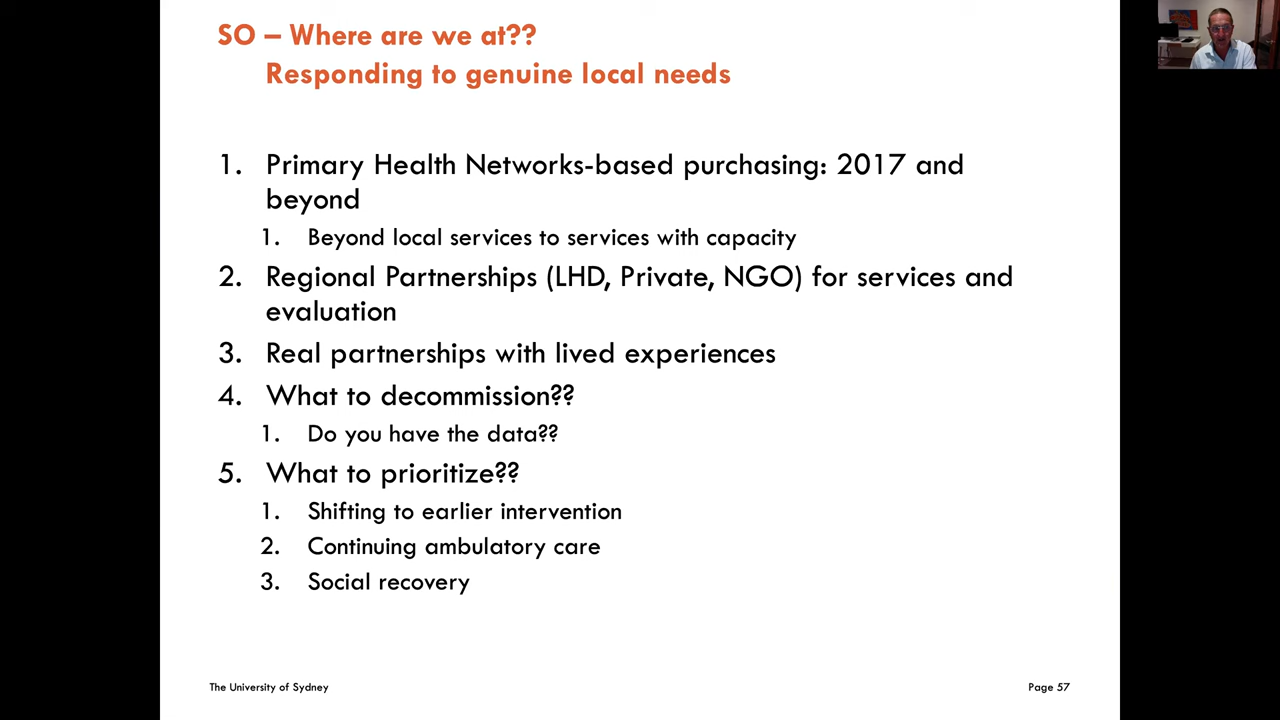 SO – Where are we at??
Responding to genuine local needs
1. Primary Health Networks-based purchasing: 2017 and
beyond
1. Beyond local services to services with capacity
2. Regional Partnerships (LHD, Private, NGO) for services and
evaluation
3. Real partnerships with lived experiences
4. What to decommission??
1. Do you have the data??
5. What to prioritize??
1. Shifting to earlier intervention
2. Continuing ambulatory care
3. Social recovery
The University of Sydney
Page 57